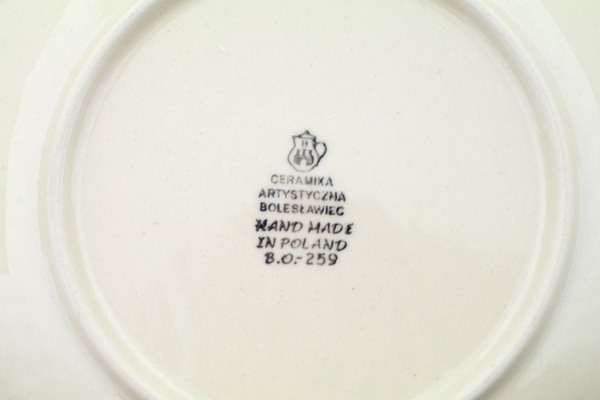 CERAMIKA
ARTYSTYCZNA
BOLESŁAWIEC
HAND MADE
IN POLAND
B.O.-259